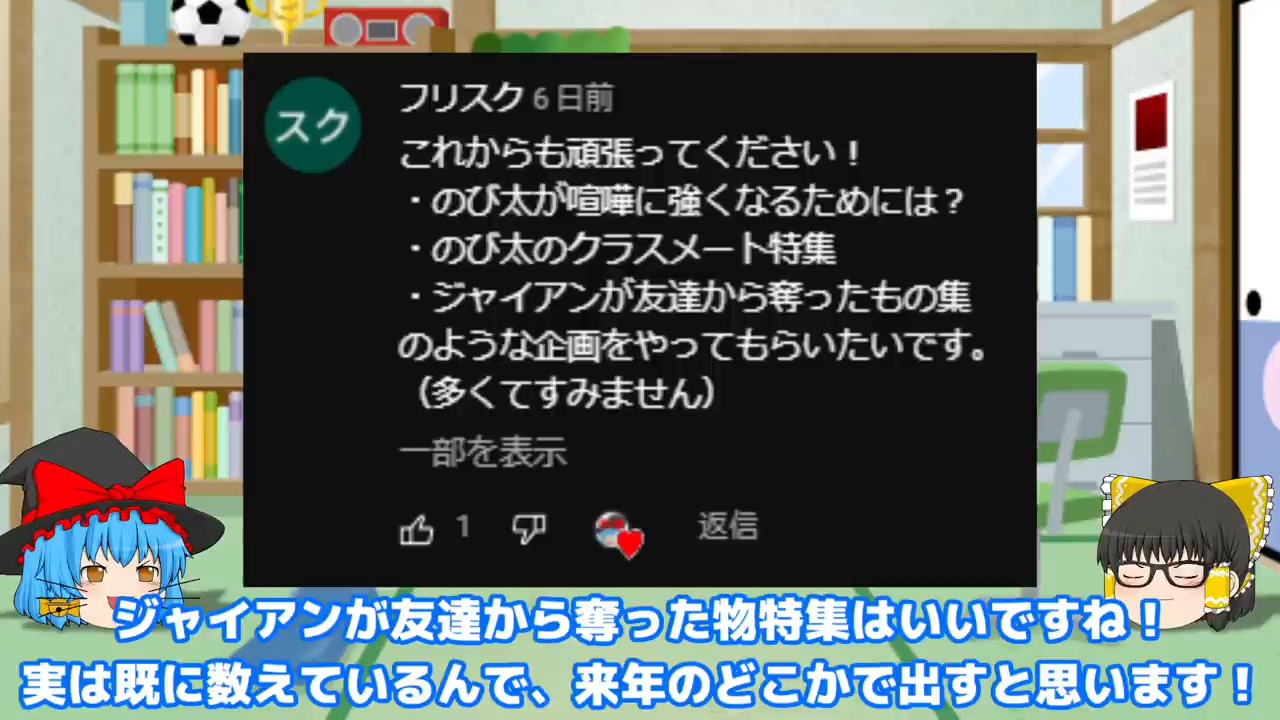 スク
フリスク 6 日前
これからも頑張ってください！
・のび太が喧嘩に強くなるためには？
・のび太のクラスメート特集
・ジャイアンが友達から奪ったもの集
のような企画をやってもらいたいです。
（多くてすみません）
一部を表示
1 返信
ジャイアンが友達から奪った物特集はいいですね！
実は既に数えているんで、来年のどこかで出すと思います！